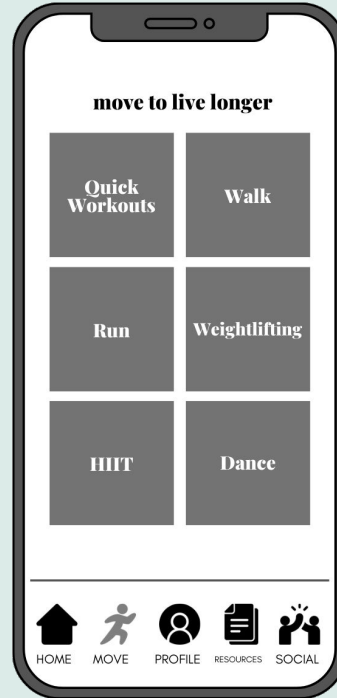 move to live longer
Quick
Workouts
Walk
Run
Weightlifting
HIIT
Dance
HOME
MOVE
PROFILE
RESOURCES
SOCIAL